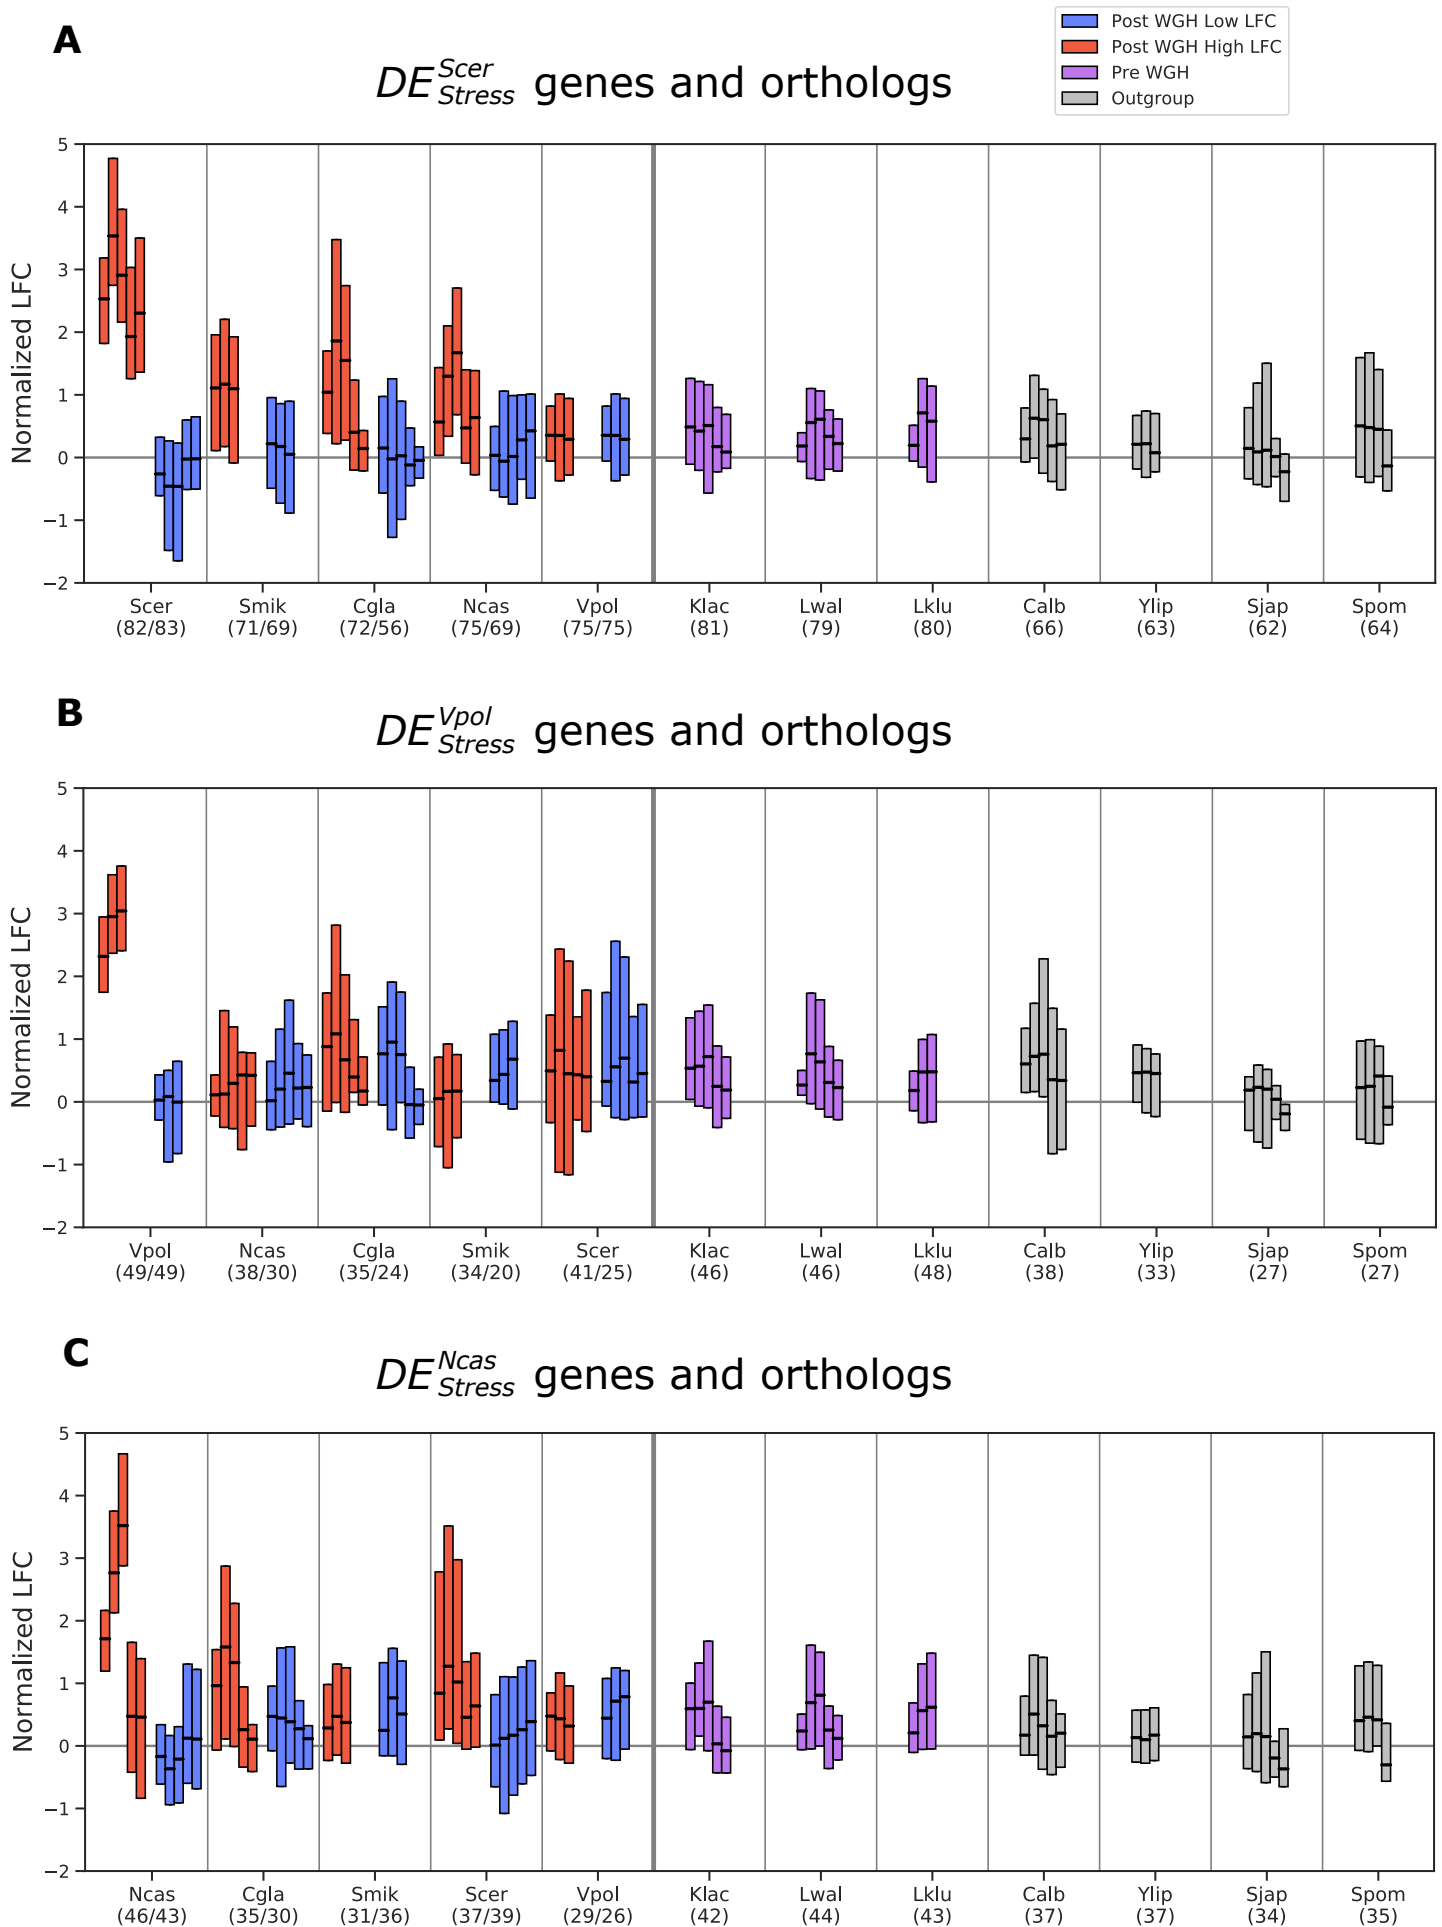 A
DE Scer Stress genes and orthologs
Post WGH Low LFC
Post WGH High LFC
Pre WGH
Outgroup
Normalized LFC
5
4
3
2
1
0
−1
−2
Scer Smik Cgla Ncas Vpol Klac Lwal Lklu Calb Ylip Sjap Spom
(82/83) (71/69) (72/56) (75/69) (75/75) (81) (79) (80) (66) (63) (62) (64)
B
DE Vpol Stress genes and orthologs
Normalized LFC
5
4
3
2
1
0
−1
−2
Vpol Ncas Cgla Smik Scer Klac Lwal Lklu Calb Ylip Sjap Spom
(49/49) (38/30) (35/24) (34/20) (41/25) (46) (46) (48) (38) (33) (27) (27)
C
DE Ncas Stress genes and orthologs
Normalized LFC
5
4
3
2
1
0
−1
−2
Ncas Cgla Smik Scer Vpol Klac Lwal Lklu Calb Ylip Sjap Spom
(46/43) (35/30) (31/36) (37/39) (29/26) (42) (44) (43) (37) (37) (34) (35)